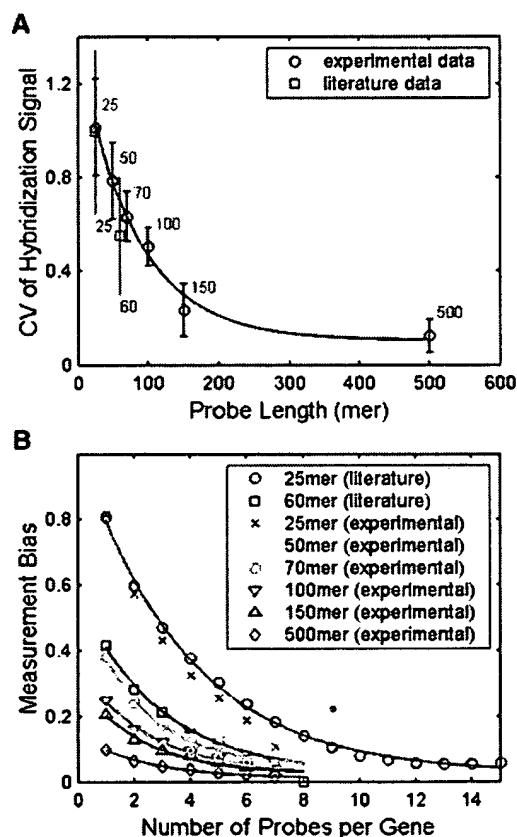 A
CV of Hybridization Signal
1.2
0.8
0.4
0
experimental data
literature data
25
50
70
100
25
60
150
500
0 100 200 300 400 500 600
Probe Length (mer)
B
Measurement Bias
0.8
0.6
0.4
0.2
0
25mer (literature)
60mer (literature)
25mer (experimental)
50mer (experimental)
70mer (experimental)
100mer (experimental)
150mer (experimental)
500mer (experimental)
0 2 4 6 8 10 12 14
Number of Probes per Gene